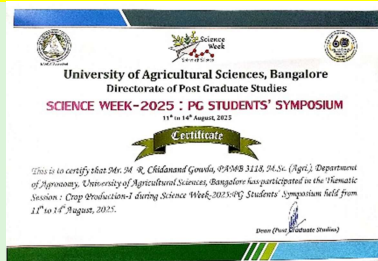 Science
Week
University of Agricultural Sciences, Bangalore
Directorate of Post Graduate Studies
SCIENCE WEEK-2025 : PG STUDENTS' SYMPOSIUM
11th to 14th August, 2025
Certificate
This is to certify that Mr. M R, Chidanand Gowda, PAMB 3118, M.Sc. (Agri.), Department
of Agronomy, University of Agricultural Sciences, Bangalore has participated in the Thematic
Session : Crop Production-I during Science Week-2025:PG Students' Symposium held from
11th to 14th August, 2025.
Dean (Post Graduate Studies)